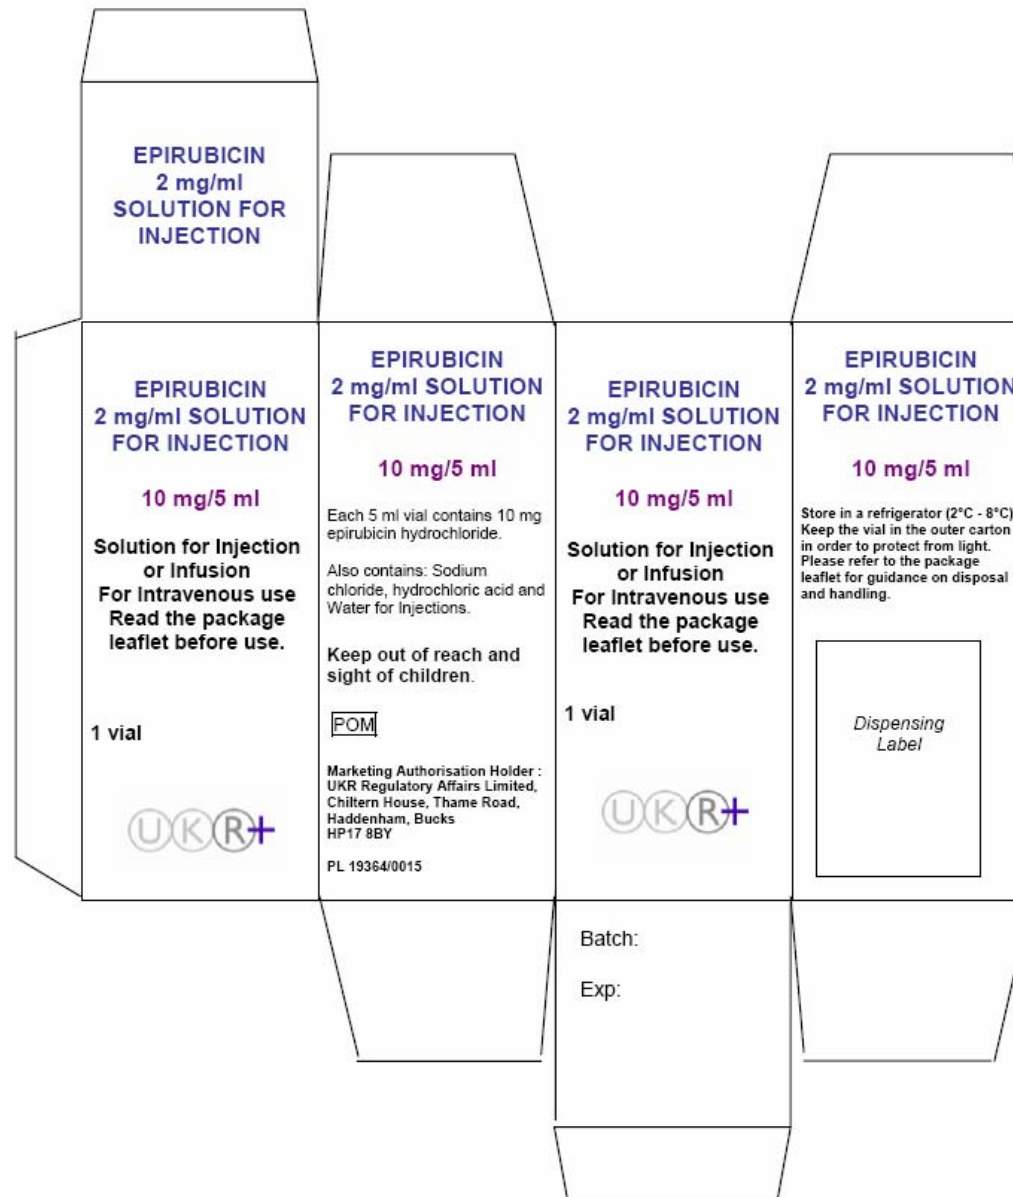 EPIRUBICIN
2 mg/ml
SOLUTION FOR
INJECTION
EPIRUBICIN
2 mg/ml SOLUTION
FOR INJECTION
10 mg/5 ml
Solution for Injection
or Infusion
For Intravenous use
Read the package
leaflet before use.
1 vial
UKR+
EPIRUBICIN
2 mg/ml SOLUTION
FOR INJECTION
10 mg/5 ml
Each 5 ml vial contains 10 mg
epirubicin hydrochloride.
Also contains: Sodium
chloride, hydrochloric acid and
Water for Injections.
Keep out of reach and
sight of children.
POM
Marketing Authorisation Holder :
UKR Regulatory Affairs Limited,
Chiltern House, Thame Road,
Haddenham, Bucks
HP17 8BY
PL 19364/0015
EPIRUBICIN
2 mg/ml SOLUTION
FOR INJECTION
10 mg/5 ml
Solution for Injection
or Infusion
For Intravenous use
Read the package
leaflet before use.
1 vial
UKR+
Batch:
Exp:
EPIRUBICIN
2 mg/ml SOLUTION
FOR INJECTION
10 mg/5 ml
Store in a refrigerator (2°C - 8°C)
Keep the vial in the outer carton
in order to protect from light.
Please refer to the package
leaflet for guidance on disposal
and handling.
Dispensing
Label